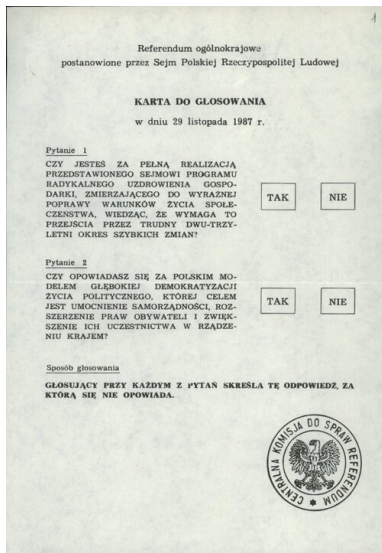 1
Referendum ogólnokrajowe
postanowione przez Sejm Polskiej Rzeczypospolitej Ludowej
KARTA DO GŁOSOWANIA
w dniu 29 listopada 1987 r.
Pytanie 1
CZY JESTEŚ ZA PEŁNĄ REALIZACJĄ
PRZEDSTAWIONEGO SEJMOWI PROGRAMU
RADYKALNEGO UZDROWIENIA GOSPO-
DARKI, ZMIERZAJĄCEGO DO WYRAŹNEJ
POPRAWY WARUNKÓW ŻYCIA SPOŁE-
CZEŃSTWA, WIEDZĄC, ŻE WYMAGA TO
PRZEJŚCIA PRZEZ TRUDNY DWU-TRZY-
LETNI OKRES SZYBKICH ZMIAN?
TAK NIE
Pytanie 2
CZY OPOWIADASZ SIĘ ZA POLSKIM MO-
DELEM GŁĘBOKIEJ DEMOKRATYZACJI
ŻYCIA POLITYCZNEGO, KTÓREJ CELEM
JEST UMOCNIENIE SAMORZĄDNOŚCI, ROZ-
SZERZENIE PRAW OBYWATELI I ZWIĘK-
SZENIE ICH UCZESTNICTWA W RZĄDZE-
NIU KRAJEM?
TAK NIE
Sposób głosowania
GŁOSUJĄCY PRZY KAŻDYM Z PYTAŃ SKREŚLA TĘ ODPOWIEDŹ, ZA
KTÓRĄ SIĘ NIE OPOWIADA.
CENTRALNA KOMISJA DO SPRAW REFERENDUM